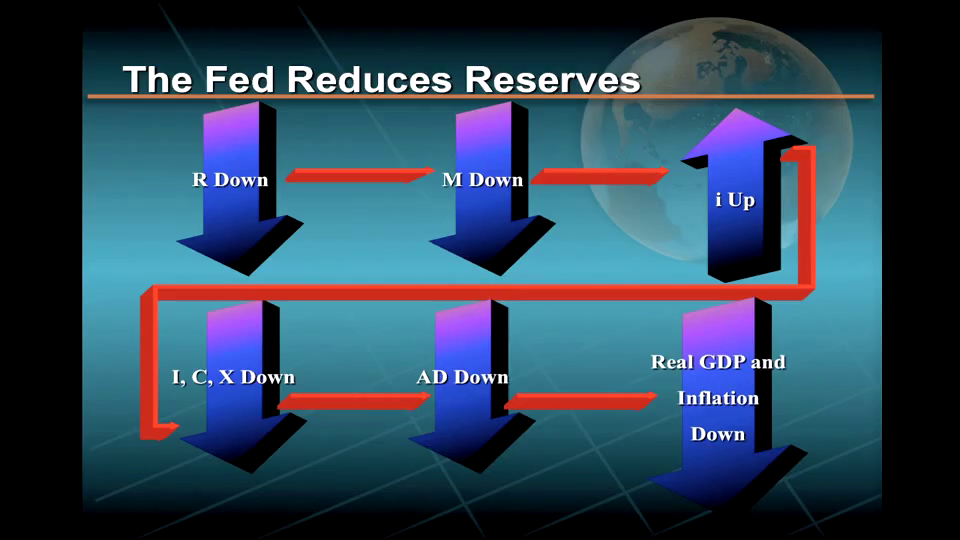 The Fed Reduces Reserves
R Down
M Down
i Up
I, C, X Down
AD Down
Real GDP and
Inflation
Down